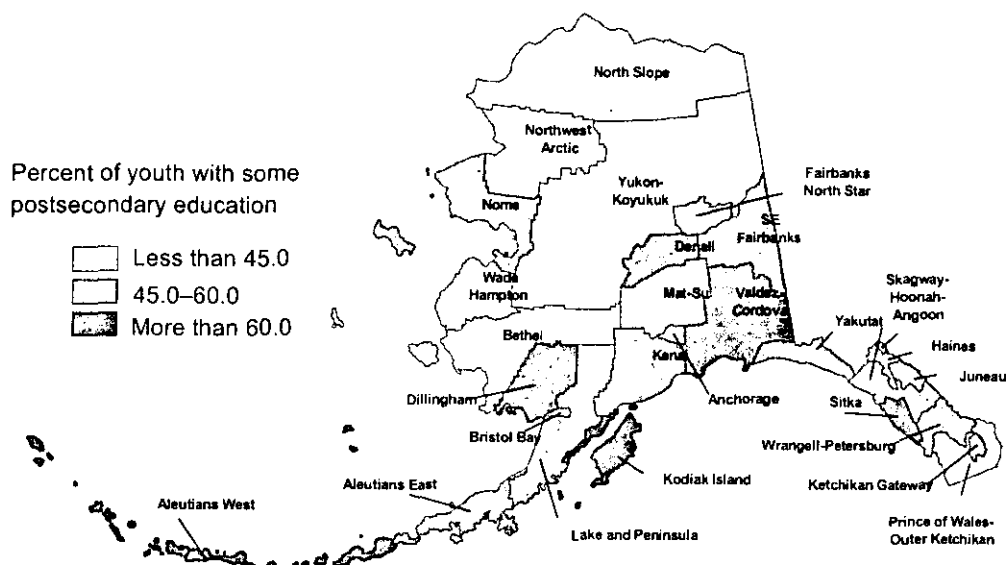 North Slope
Northwest
Arctic
Percent of youth with some
postsecondary education
Less than 45.0
45.0–60.0
More than 60.0
Nome
Yukon-
Koyukuk
Fairbanks
North Star
SE
Fairbanks
Denali
Wade
Hampton
Mat-Su
Valdez-
Cordova
Skagway-
Hoonah-
Angoon
Yakutat
Haines
Juneau
Bethel
Kenai
Anchorage
Dillingham
Sitka
Bristol Bay
Wrangell-Petersburg
Kodiak Island
Ketchikan Gateway
Aleutians East
Aleutians West
Lake and Peninsula
Prince of Wales-
Outer Ketchikan